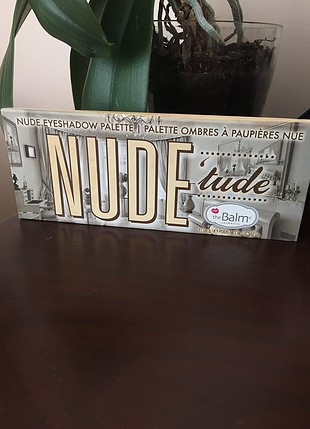 NUDE EYESHADOW PALETTE | PALETTE OMBRES À PAUPIÈRES NUE
NUDE 'tude
theBalm®